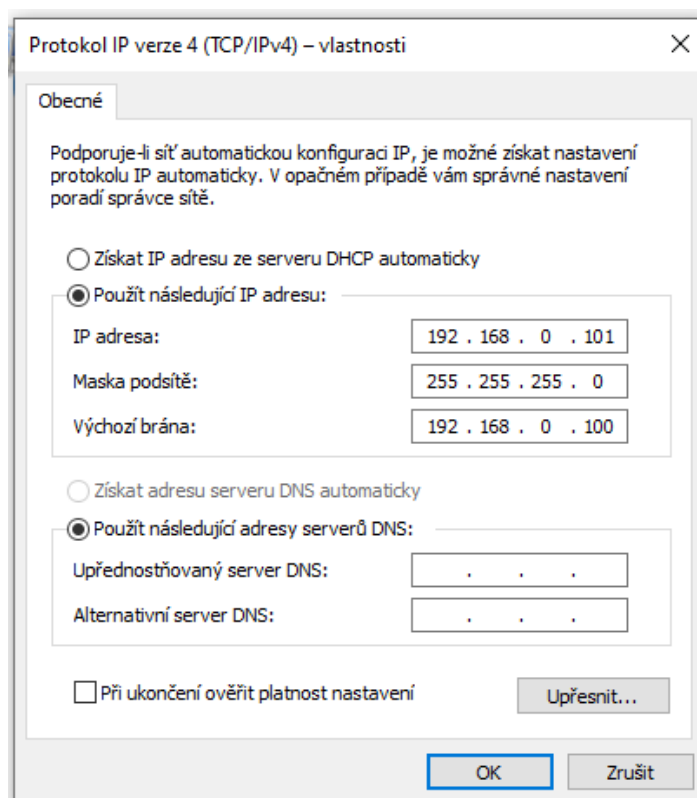 Protokol IP verze 4 (TCP/IPv4) – vlastnosti
Obecné
Podporuje-li síť automatickou konfiguraci IP, je možné získat nastavení
protokolu IP automaticky. V opačném případě vám správné nastavení
poradí správce sítě.
Získat IP adresu ze serveru DHCP automaticky
Použít následující IP adresu:
IP adresa: 192 . 168 . 0 . 101
Maska podsítě: 255 . 255 . 255 . 0
Výchozí brána: 192 . 168 . 0 . 100
Získat adresu serveru DNS automaticky
Použít následující adresy serverů DNS:
Upřednostňovaný server DNS: . . .
Alternativní server DNS: . . .
Při ukončení ověřit platnost nastavení
Upřesnit...
OK
Zrušit